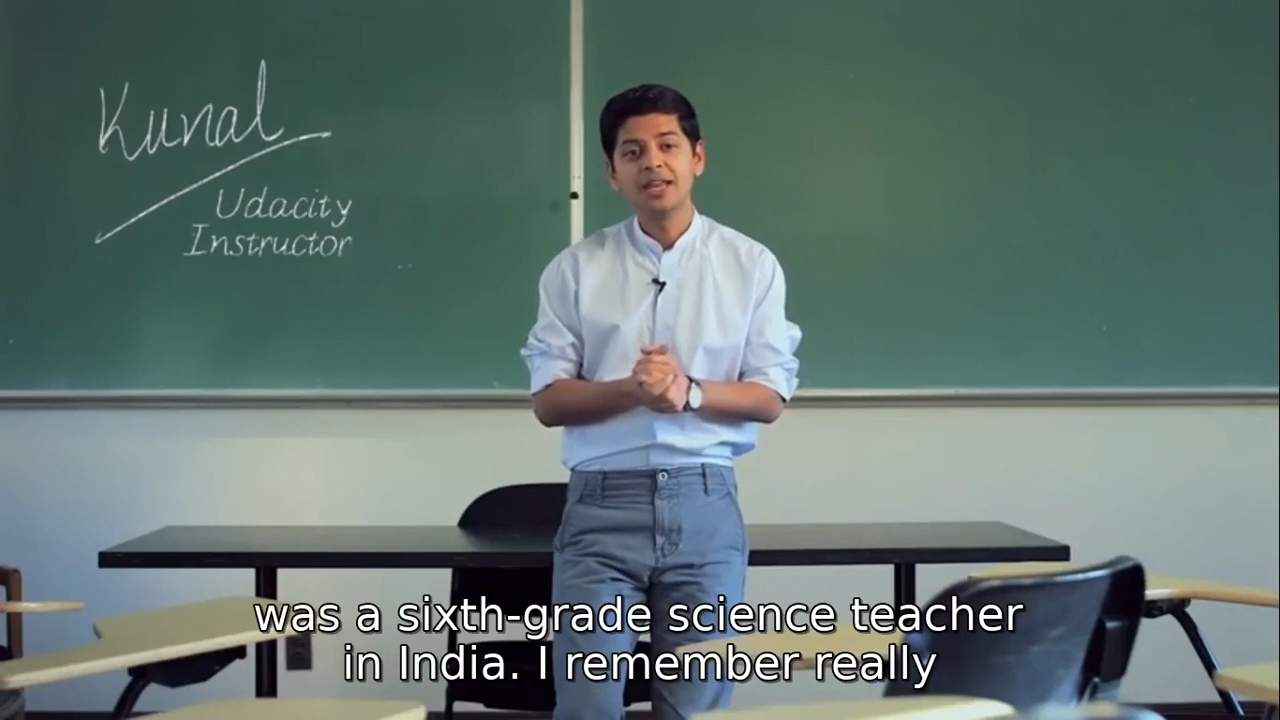 Kunal
Udacity
Instructor
was a sixth-grade science teacher
in India. I remember really